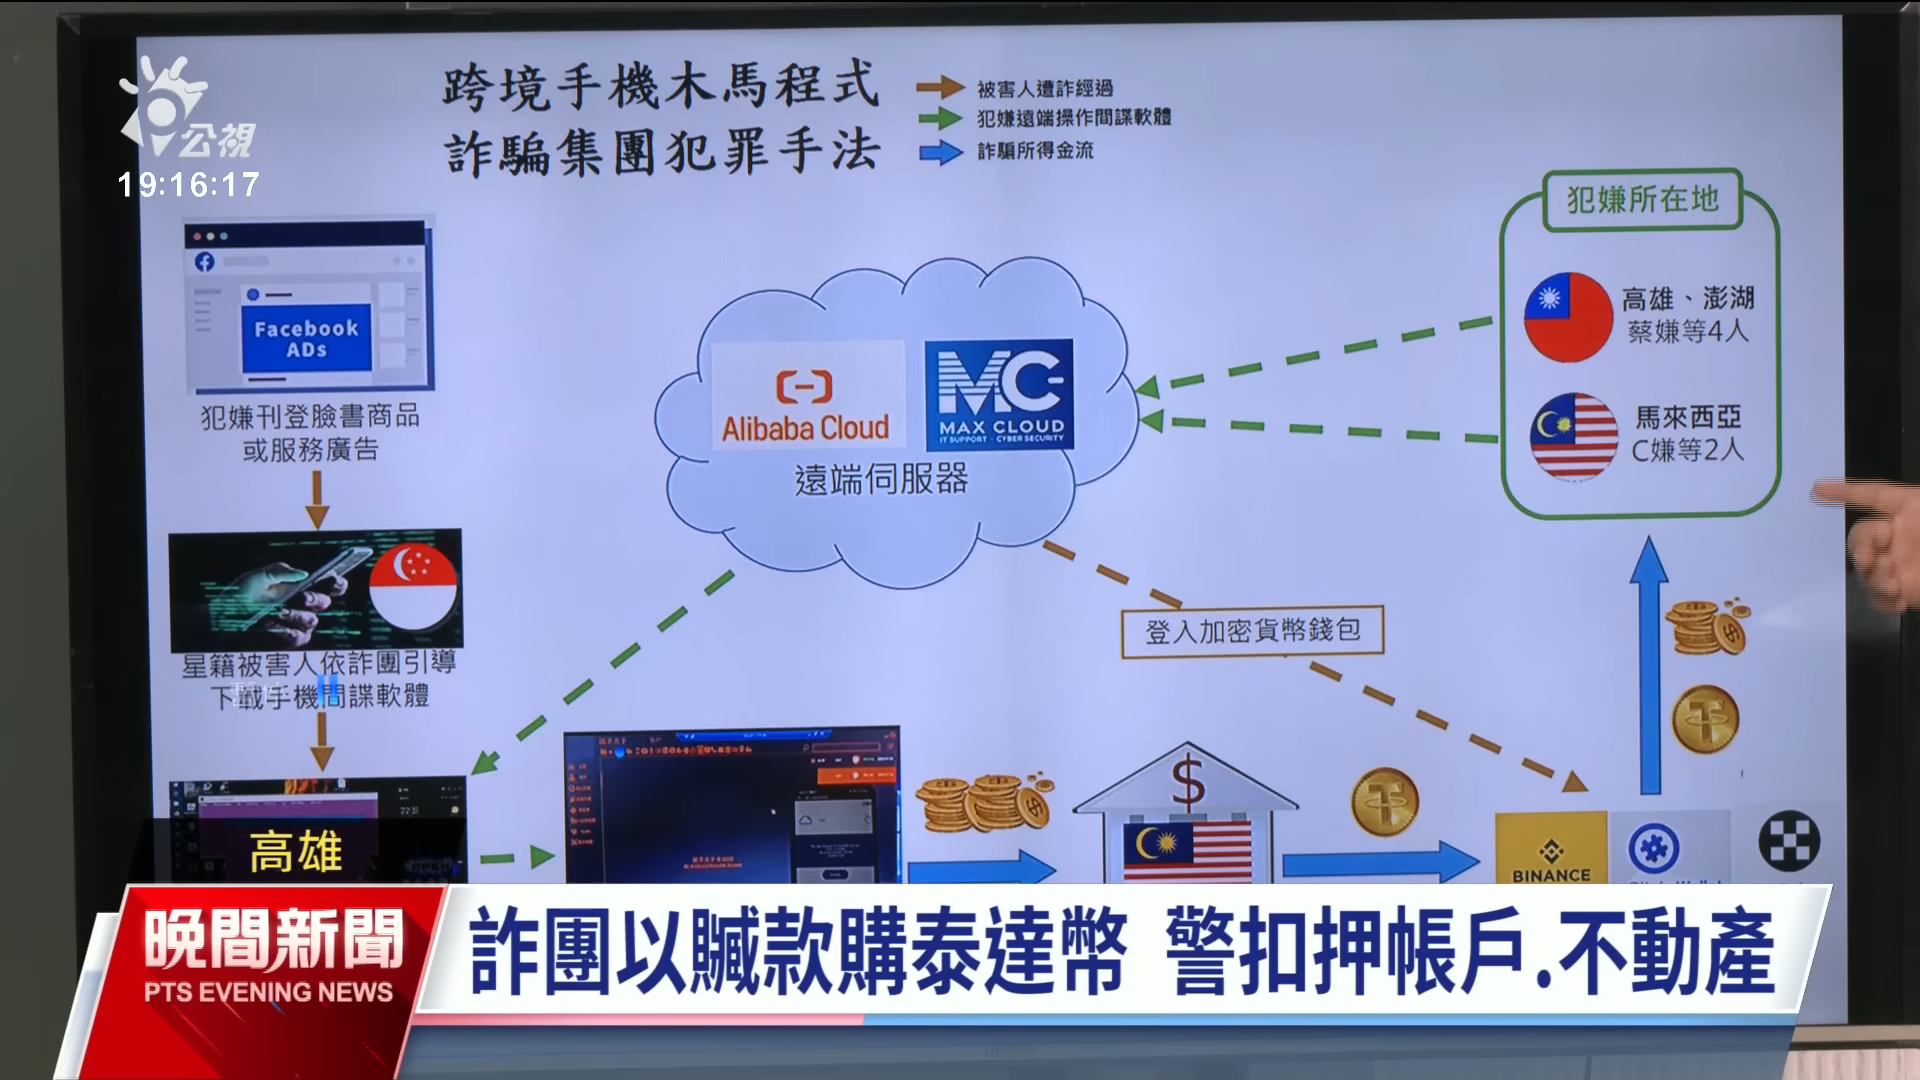 公視
19:16:17
跨境手機木馬程式
詐騙集團犯罪手法
被害人遭詐經過
犯嫌遠端操作間諜軟體
詐騙所得金流
Facebook
ADs
犯嫌刊登臉書商品
或服務廣告
星籍被害人依詐團引導
下載手機間諜軟體
Alibaba Cloud
MC
MAX CLOUD
IT SUPPORT - CYBER SECURITY
遠端伺服器
犯嫌所在地
高雄、澎湖
蔡嫌等4人
馬來西亞
C嫌等2人
登入加密貨幣錢包
BINANCE
高雄
晚間新聞
PTS EVENING NEWS
詐團以贓款購泰達幣 警扣押帳戶.不動產